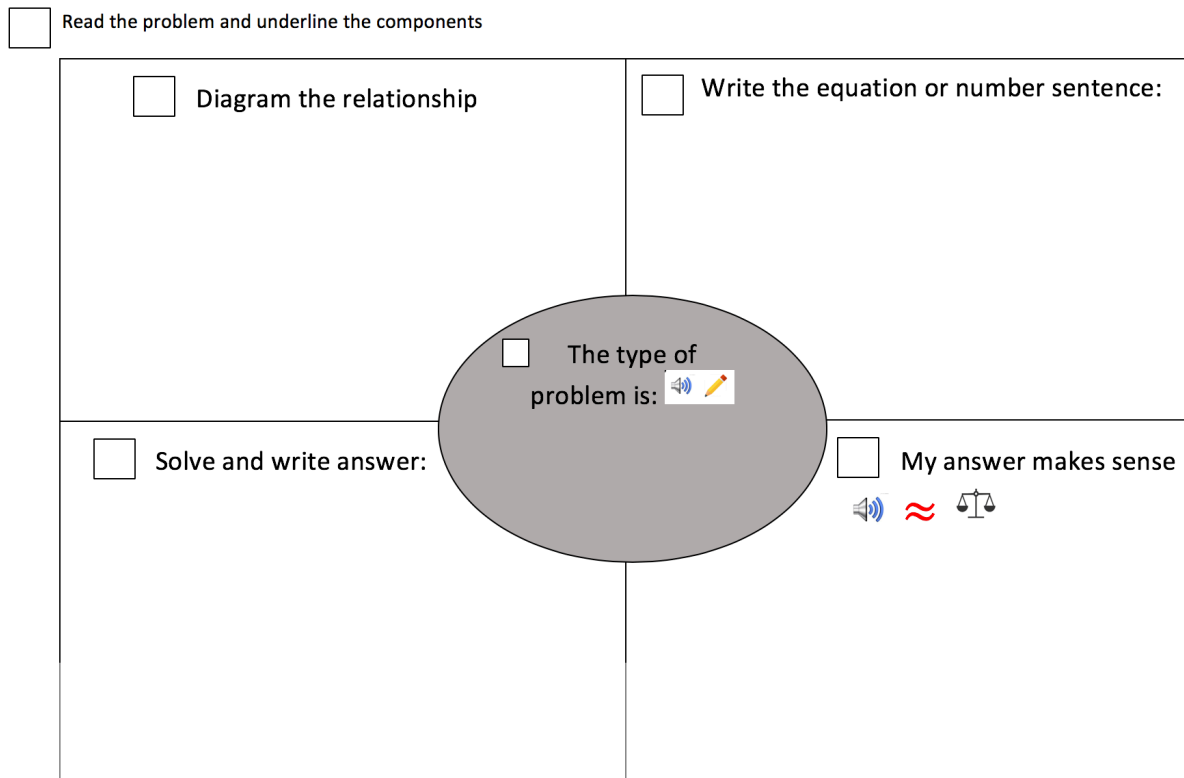 Read the problem and underline the components
Diagram the relationship
Write the equation or number sentence:
The type of
problem is:
Solve and write answer:
My answer makes sense
≈